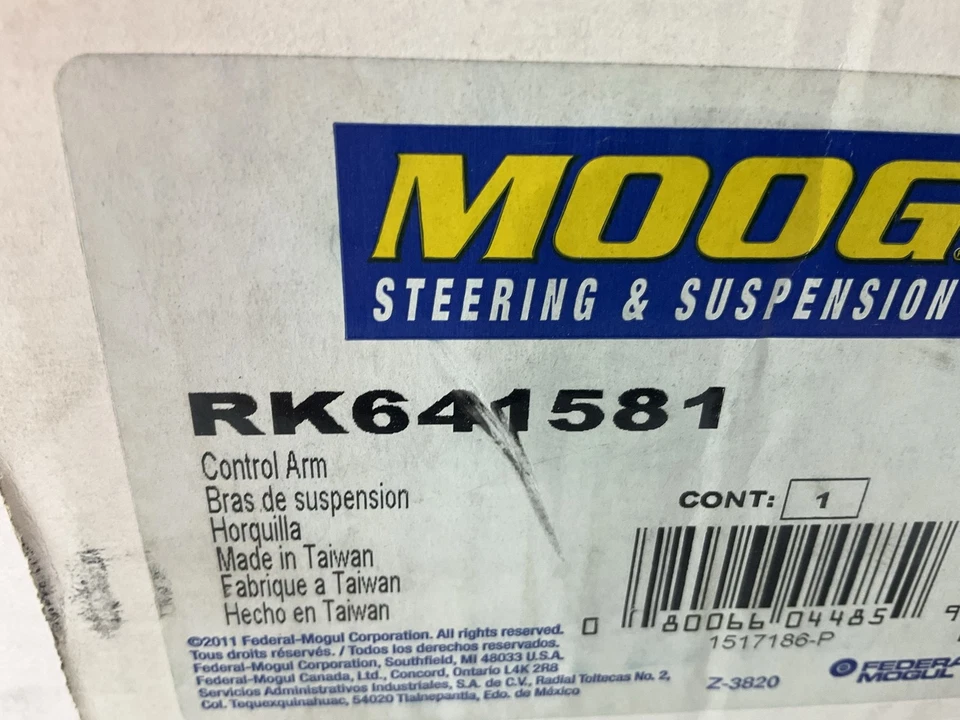 MOOG
STEERING & SUSPENSION
RK641581
Control Arm
Bras de suspension
Horquilla
Made in Taiwan
Fabrique a Taiwan
Hecho en Taiwan
CONT: 1
0 80066 04485 9
1517186-P
©2011 Federal-Mogul Corporation. All rights reserved.
Tous droits réservés. / Todos los derechos reservados.
Federal-Mogul Corporation, Southfield, MI 48033 U.S.A.
Federal-Mogul Canada, Ltd., Concord, Ontario L4K 2R8
Servicios Administrativos Industriales, S.A. de C.V., Radial Toltecas No. 2,
Col. Tequexquinahuac, 54020 Tlalnepantla, Edo. de México
Z-3820
FEDERA
MOGUL